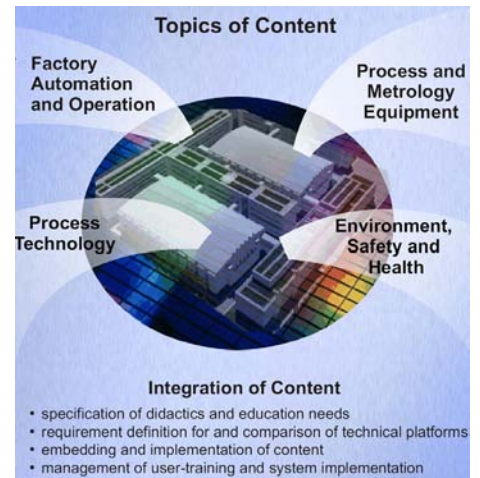 Topics of Content
Factory
Automation
and Operation
Process and
Metrology
Equipment
Process
Technology
Environment,
Safety and
Health
Integration of Content
• specification of didactics and education needs
• requirement definition for and comparison of technical platforms
• embedding and implementation of content
• management of user-training and system implementation